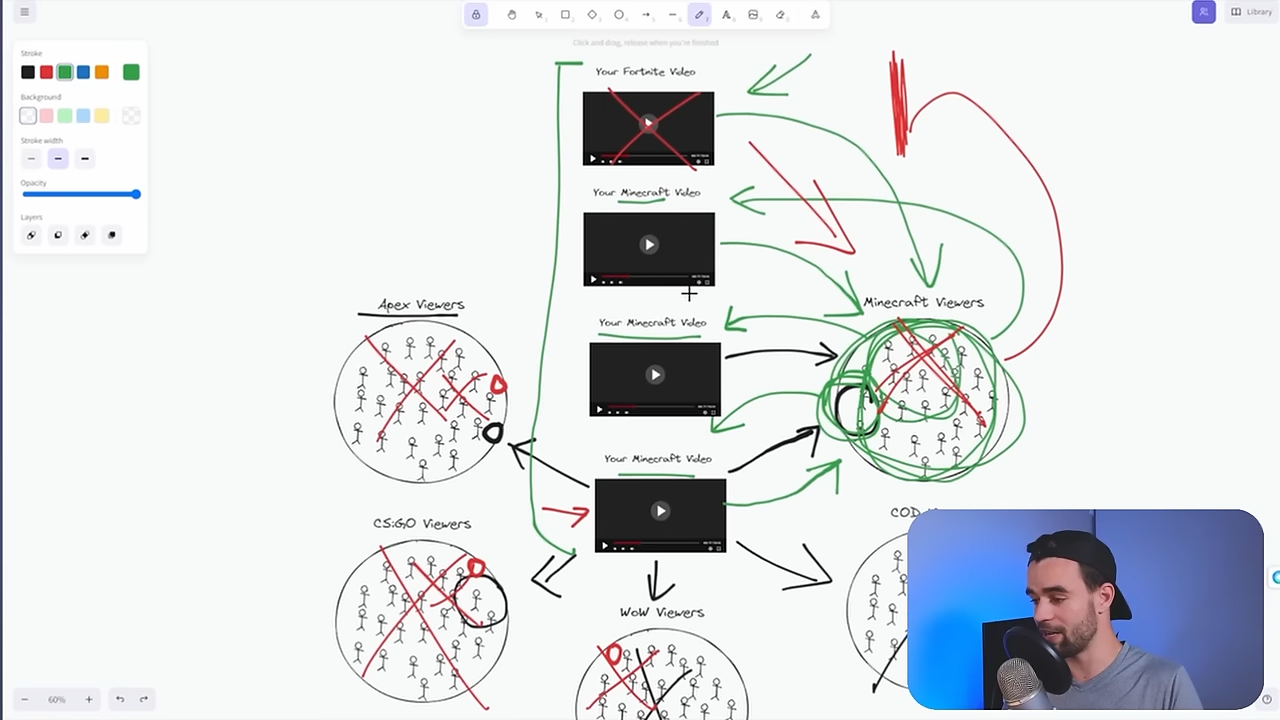 Library
Click and drag, release when you're finished
Stroke
Background
Stroke width
Opacity
Layers
Your Fortnite Video
Your Minecraft Video
Your Minecraft Video
Your Minecraft Video
Apex Viewers
Minecraft Viewers
CS:GO Viewers
COD
WoW Viewers
60%